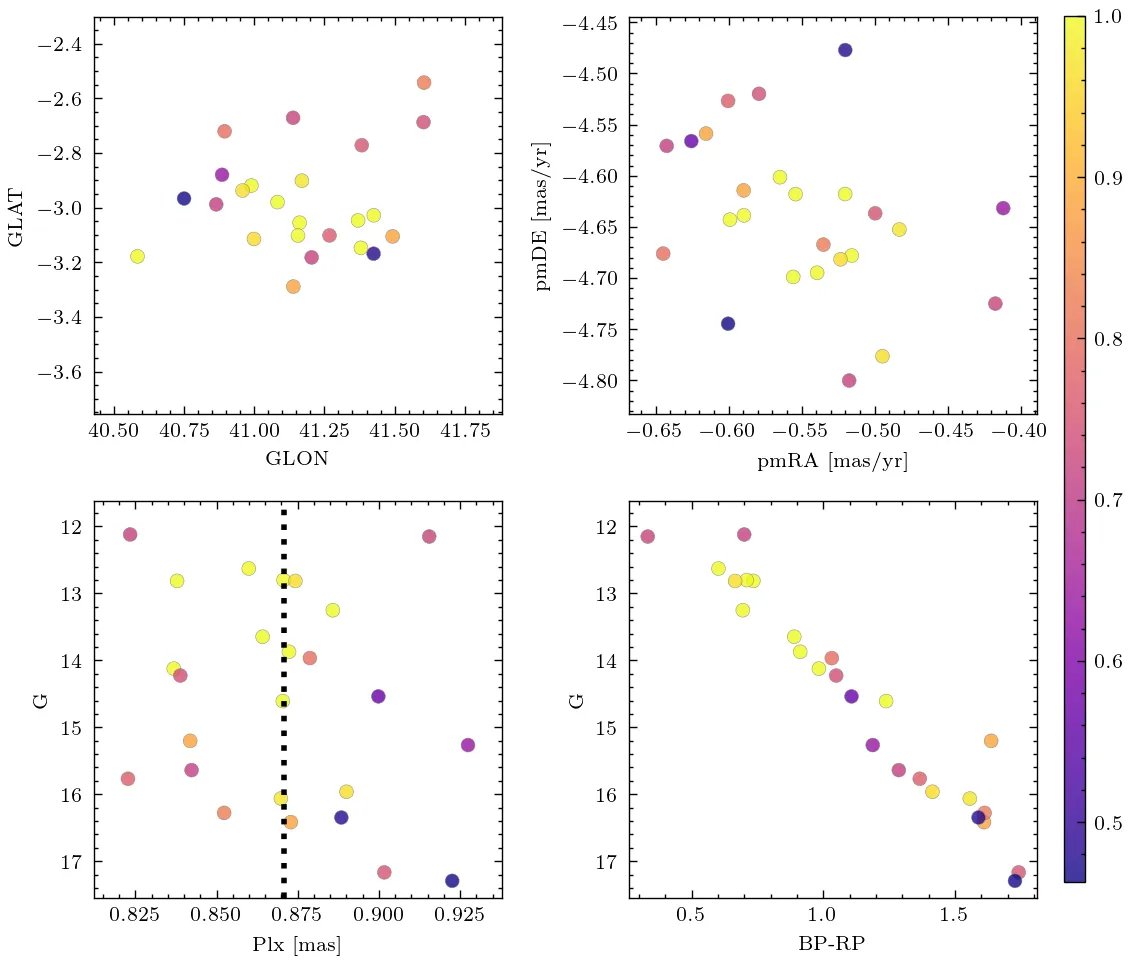 −2.4
−2.6
−2.8
−3.0
−3.2
−3.4
−3.6
GLAT
40.50 40.75 41.00 41.25 41.50 41.75
GLON
−4.45
−4.50
−4.55
−4.60
−4.65
−4.70
−4.75
−4.80
pmDE [mas/yr]
−0.65 −0.60 −0.55 −0.50 −0.45 −0.40
pmRA [mas/yr]
1.0
0.9
0.8
0.7
0.6
0.5
12
13
14
15
16
17
G
0.825 0.850 0.875 0.900 0.925
Plx [mas]
12
13
14
15
16
17
G
0.5 1.0 1.5
BP-RP